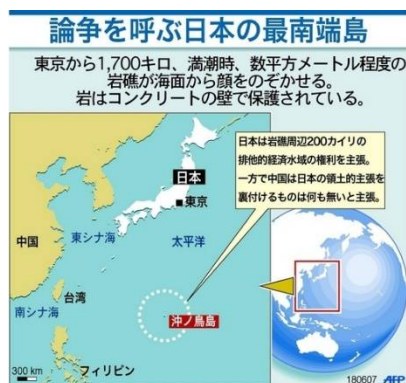 論争を呼ぶ日本の最南端島
東京から1,700キロ、満潮時、数平方メートル程度の
岩礁が海面から顔をのぞかせる。
岩はコンクリートの壁で保護されている。
日本は岩礁周辺200カイリの
排他的経済水域の権利を主張。
一方で中国は日本の領土的主張を
裏付けるものは何も無いと主張。
日本
東京
中国
東シナ海
太平洋
台湾
南シナ海
沖ノ鳥島
300 km
フィリピン
180607 AFP